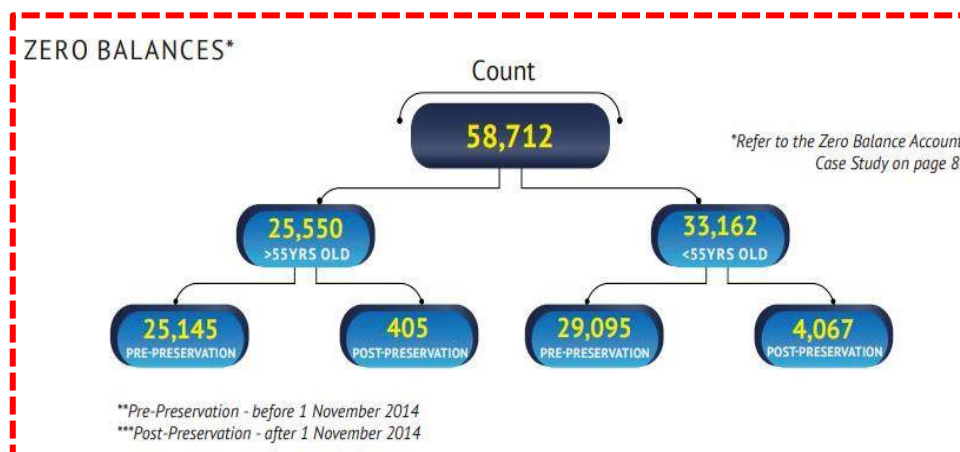 ZERO BALANCES*
Count
58,712
*Refer to the Zero Balance Account
Case Study on page 8
25,550
>55YRS OLD
33,162
<55YRS OLD
25,145
PRE-PRESERVATION
405
POST-PRESERVATION
29,095
PRE-PRESERVATION
4,067
POST-PRESERVATION
**Pre-Preservation - before 1 November 2014
***Post-Preservation - after 1 November 2014